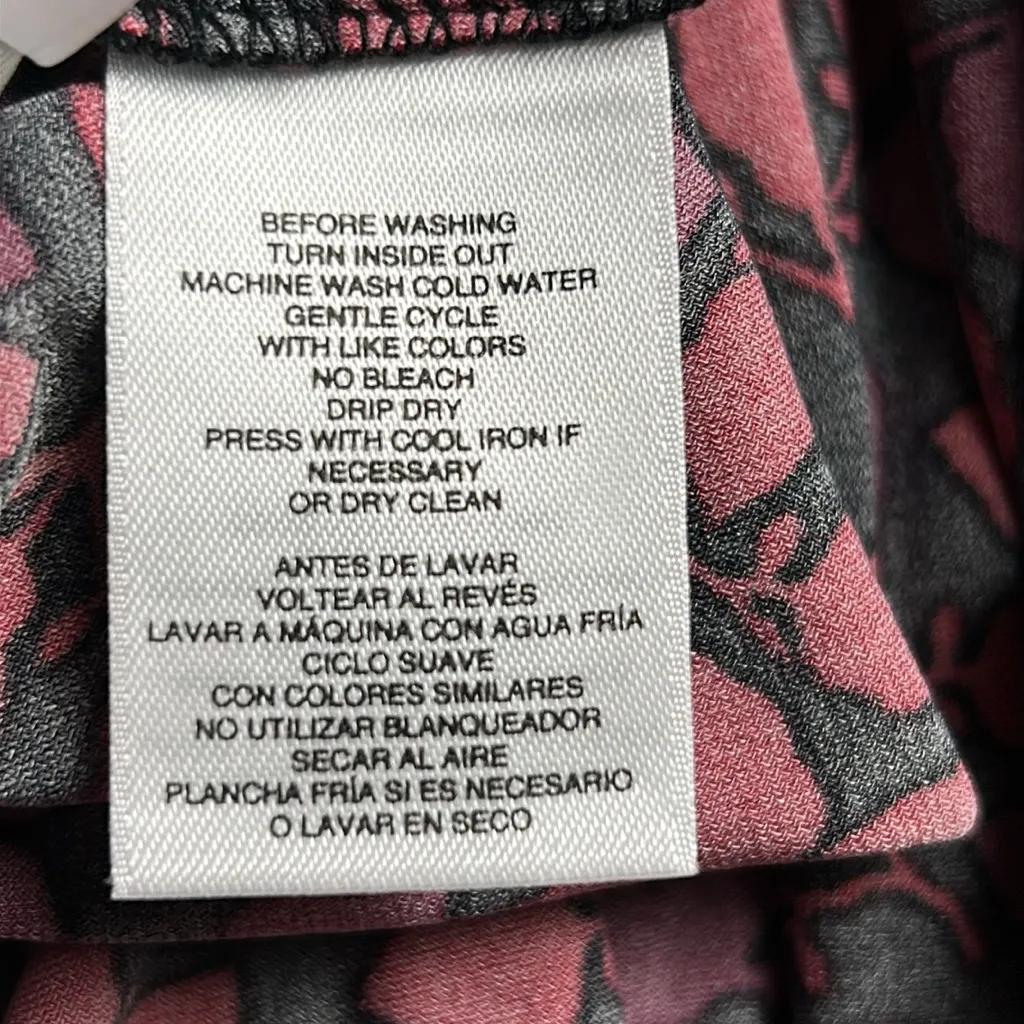 BEFORE WASHING
TURN INSIDE OUT
MACHINE WASH COLD WATER
GENTLE CYCLE
WITH LIKE COLORS
NO BLEACH
DRIP DRY
PRESS WITH COOL IRON IF
NECESSARY
OR DRY CLEAN
ANTES DE LAVAR
VOLTEAR AL REVÉS
LAVAR A MÁQUINA CON AGUA FRÍA
CICLO SUAVE
CON COLORES SIMILARES
NO UTILIZAR BLANQUEADOR
SECAR AL AIRE
PLANCHA FRÍA SI ES NECESARIO
O LAVAR EN SECO